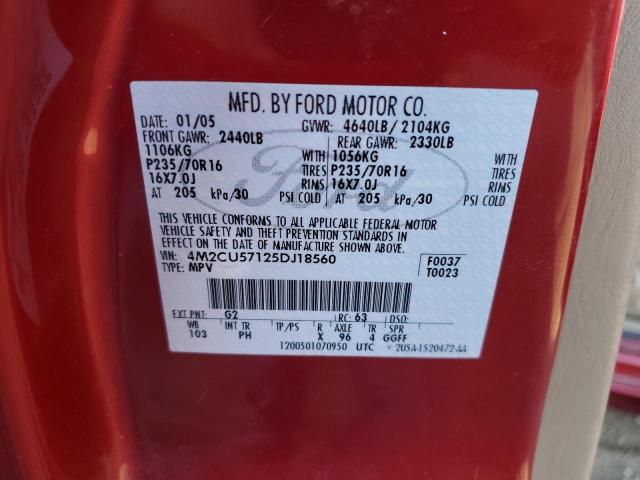 MFD. BY FORD MOTOR CO.
DATE: 01/05 GVWR: 4640LB/ 2104KG
FRONT GAWR: 2440LB REAR GAWR: 2330LB
1106KG WITH 1056KG WITH
P235/70R16 TIRES P235/70R16 TIRES
16X7.0J RIMS 16X7.0J RIMS
AT 205 kPa/30 PSI COLD AT 205 kPa/30 PSI COLD
THIS VEHICLE CONFORMS TO ALL APPLICABLE FEDERAL MOTOR
VEHICLE SAFETY AND THEFT PREVENTION STANDARDS IN
EFFECT ON THE DATE OF MANUFACTURE SHOWN ABOVE.
VIN: 4M2CU57125DJ18560 F0037
TYPE: MPV T0023
EXT PNT: G2 RC: 63 DSO:
WB INT TR TP/PS R AXLE TR SPR
103 PH X 96 4 GGFF
1200501070950 UTC V 2U5A-1520472-AA
Ford